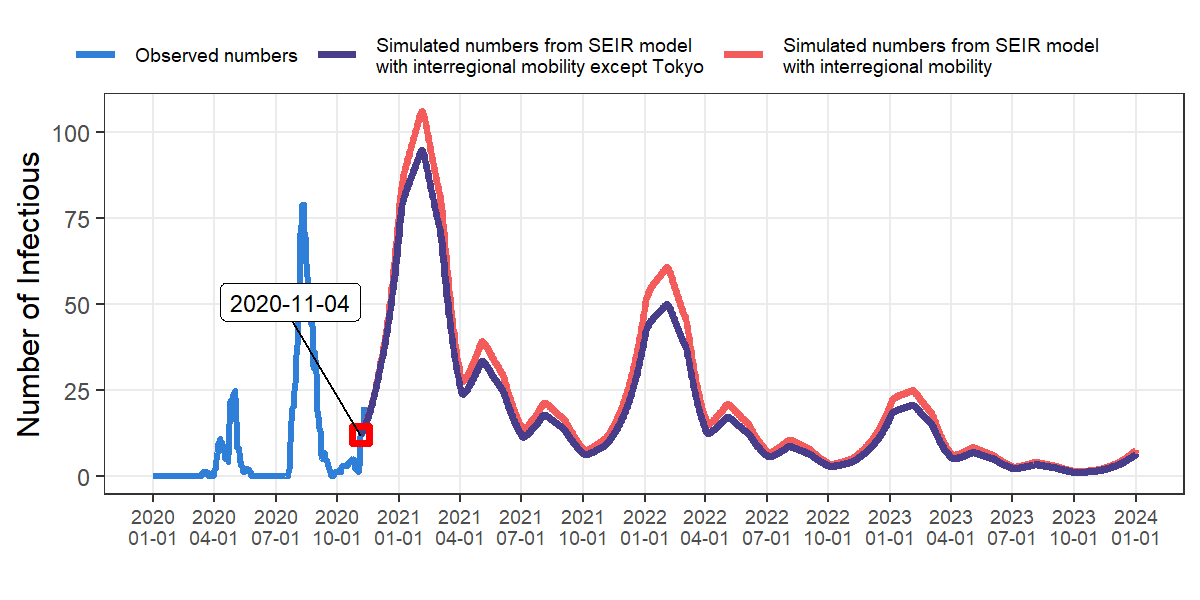 Observed numbers
Simulated numbers from SEIR model
with interregional mobility except Tokyo
Simulated numbers from SEIR model
with interregional mobility
Number of Infectious
100
75
50
25
0
2020-11-04
2020 2020 2020 2020 2021 2021 2021 2021 2022 2022 2022 2022 2023 2023 2023 2023 2024
01-01 04-01 07-01 10-01 01-01 04-01 07-01 10-01 01-01 04-01 07-01 10-01 01-01 04-01 07-01 10-01 01-01